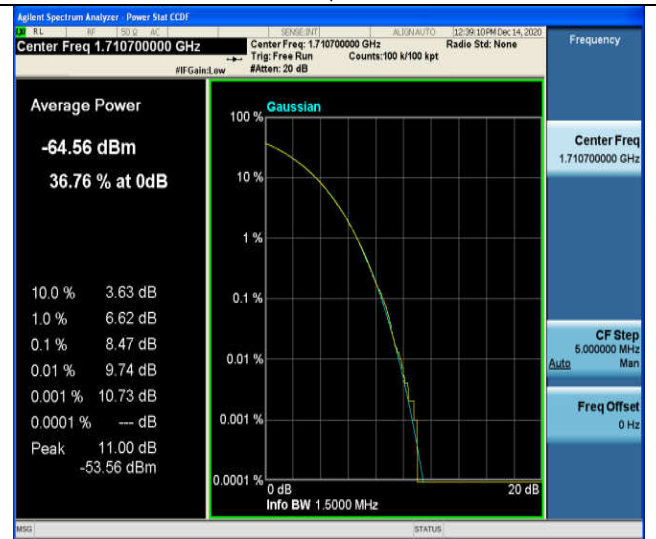 Agilent Spectrum Analyzer - Power Stat CCDF
RL RF 50 Ω AC SENSE:INT ALIGN AUTO 12:39:10 PM Dec 14, 2020
Center Freq 1.710700000 GHz
Center Freq: 1.710700000 GHz Radio Std: None
Trig: Free Run Counts:100 k/100 kpt
#IFGain:Low #Atten: 20 dB
Frequency
Average Power
-64.56 dBm
36.76 % at 0dB
10.0 % 3.63 dB
1.0 % 6.62 dB
0.1 % 8.47 dB
0.01 % 9.74 dB
0.001 % 10.73 dB
0.0001 % --- dB
Peak 11.00 dB
-53.56 dBm
Gaussian
100 %
10 %
1 %
0.1 %
0.01 %
0.001 %
0.0001 %
0 dB 20 dB
Info BW 1.5000 MHz
Center Freq
1.710700000 GHz
CF Step
5.000000 MHz
Auto Man
Freq Offset
0 Hz
MSG STATUS